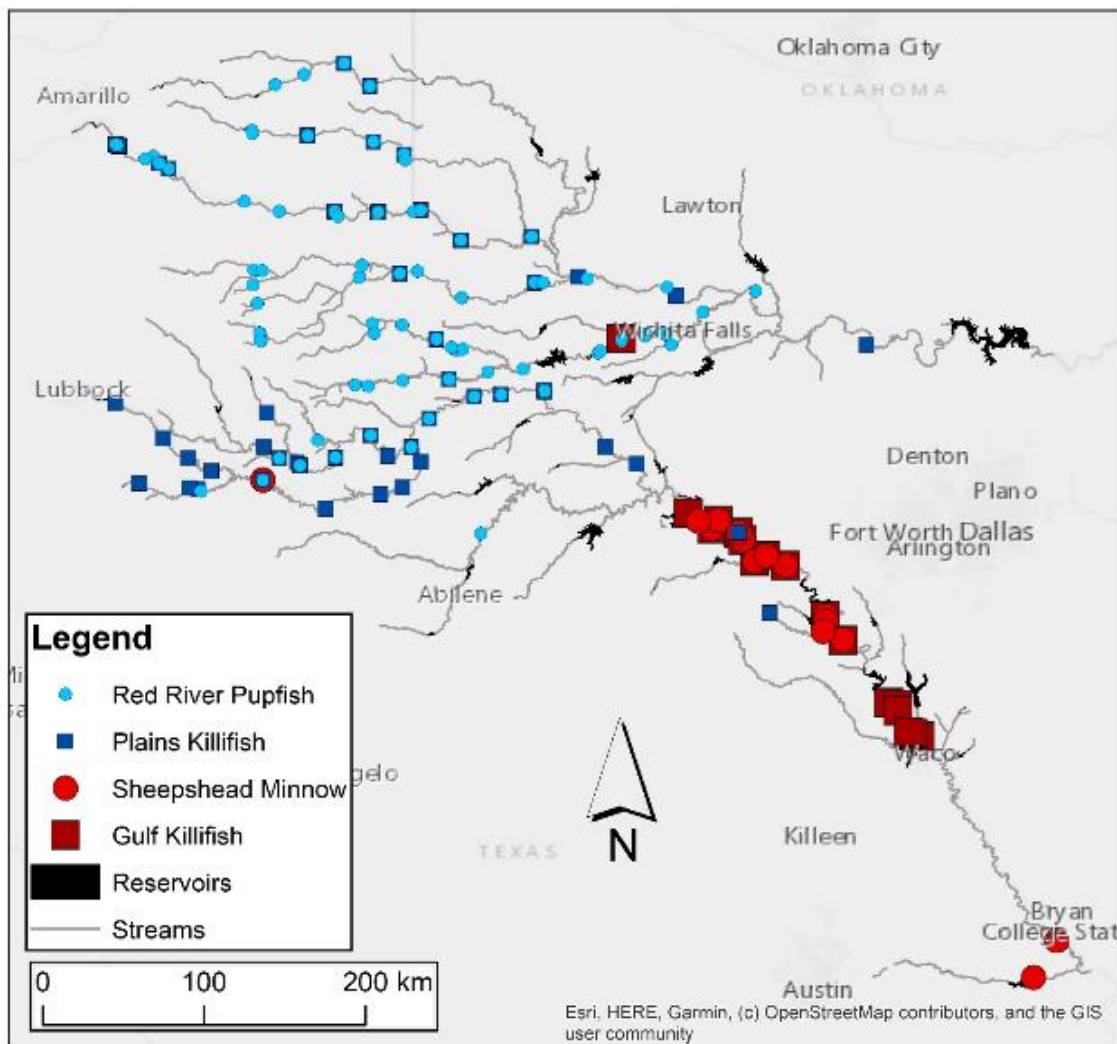 Oklahoma City
OKLAHOMA
Amarillo
Lawton
Wichita Falls
Lubbock
Denton
Plano
Fort Worth Dallas
Arlington
Abilene
Legend
Red River Pupfish
Plains Killifish
Sheepshead Minnow
Gulf Killifish
Reservoirs
Streams
gelo
Waco
N
TEXAS
Killeen
Bryan
College Stat
Austin
0 100 200 km
Esri, HERE, Garmin, (c) OpenStreetMap contributors, and the GIS
user community